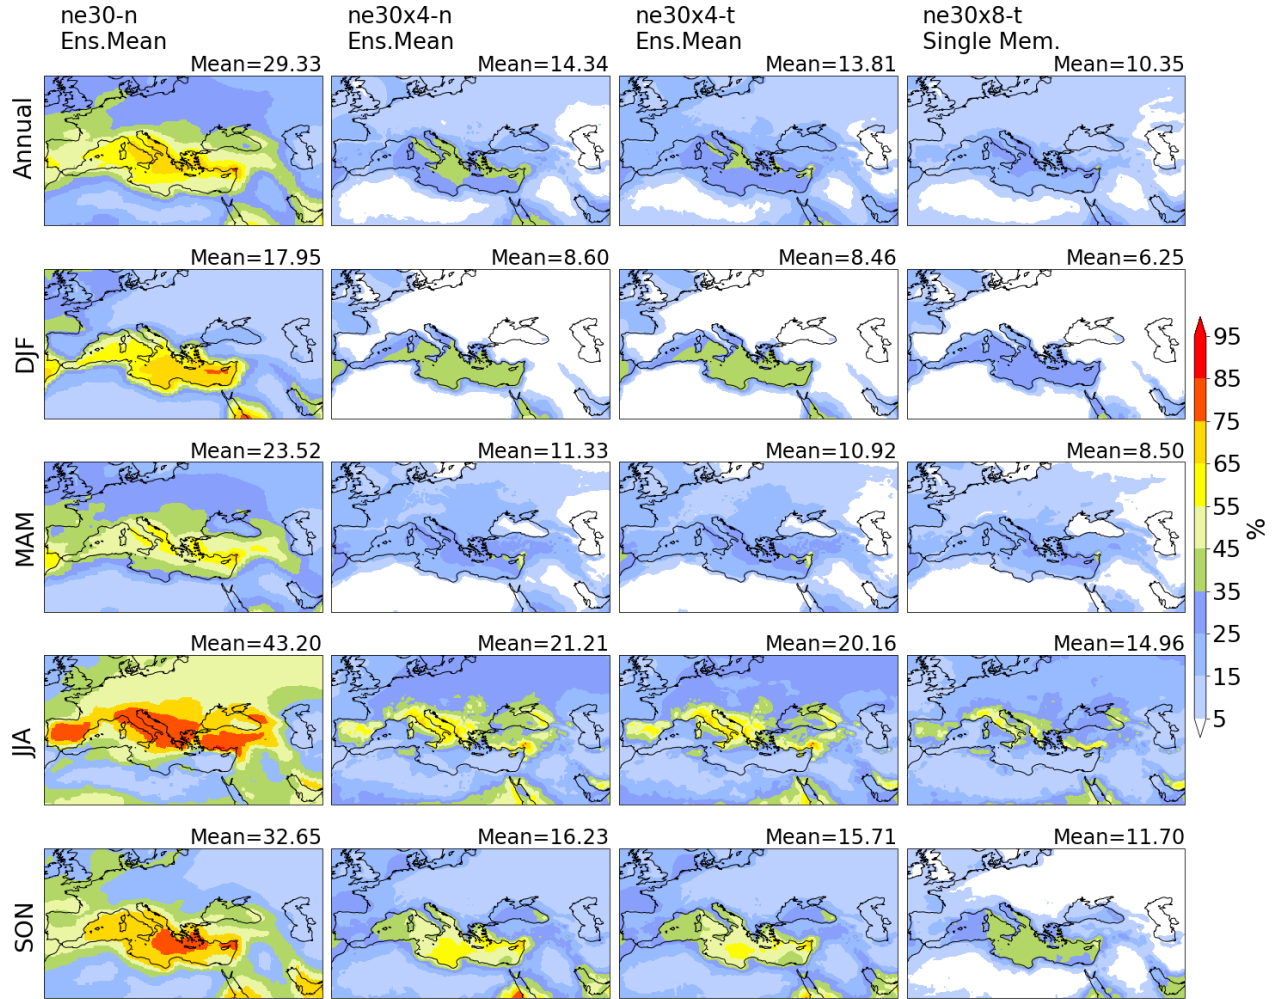 ne30-n
Ens.Mean
ne30x4-n
Ens.Mean
ne30x4-t
Ens.Mean
ne30x8-t
Single Mem.
Mean=29.33
Mean=14.34
Mean=13.81
Mean=10.35
Annual
Mean=17.95
Mean=8.60
Mean=8.46
Mean=6.25
DJF
Mean=23.52
Mean=11.33
Mean=10.92
Mean=8.50
MAM
Mean=43.20
Mean=21.21
Mean=20.16
Mean=14.96
JJA
Mean=32.65
Mean=16.23
Mean=15.71
Mean=11.70
SON
95
85
75
65
55
45
35
25
15
5
%